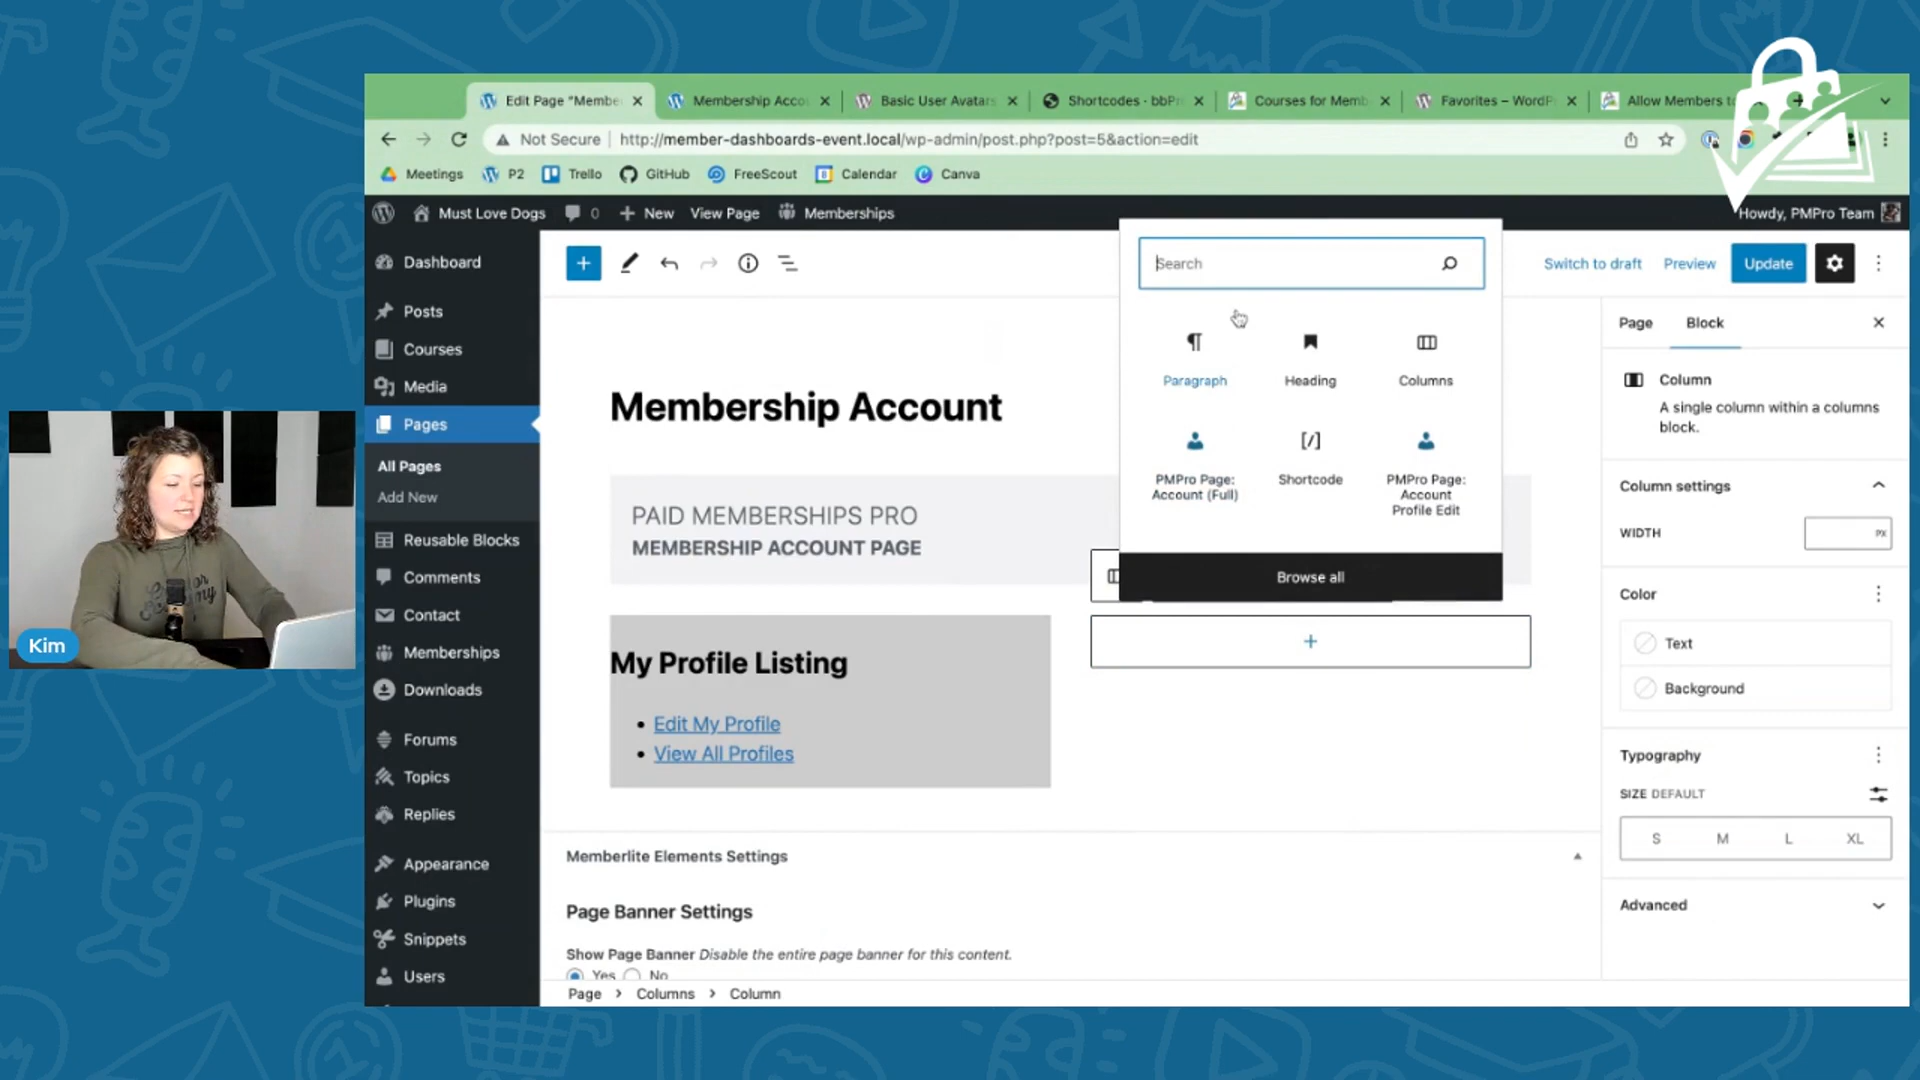 Edit Page "Membe
Membership Acco
Basic User Avatars
Shortcodes · bbPr
Courses for Memb
Favorites – WordP
Allow Members to
Not Secure
http://member-dashboards-event.local/wp-admin/post.php?post=5&action=edit
Meetings
P2
Trello
GitHub
FreeScout
Calendar
Canva
Must Love Dogs
0
New
View Page
Memberships
Howdy, PMPro Team
Dashboard
Posts
Courses
Media
Pages
All Pages
Add New
Reusable Blocks
Comments
Contact
Memberships
Downloads
Forums
Topics
Replies
Appearance
Plugins
Snippets
Users
Switch to draft
Preview
Update
Membership Account
PAID MEMBERSHIPS PRO
MEMBERSHIP ACCOUNT PAGE
My Profile Listing
Edit My Profile
View All Profiles
Search
Paragraph
Heading
Columns
PMPro Page:
Account (Full)
Shortcode
PMPro Page:
Account
Profile Edit
Browse all
Memberlite Elements Settings
Page Banner Settings
Show Page Banner Disable the entire page banner for this content.
Yes
No
Page
Columns
Column
Page
Block
Column
A single column within a columns
block.
Column settings
WIDTH
PX
Color
Text
Background
Typography
SIZE DEFAULT
S
M
L
XL
Advanced
Kim